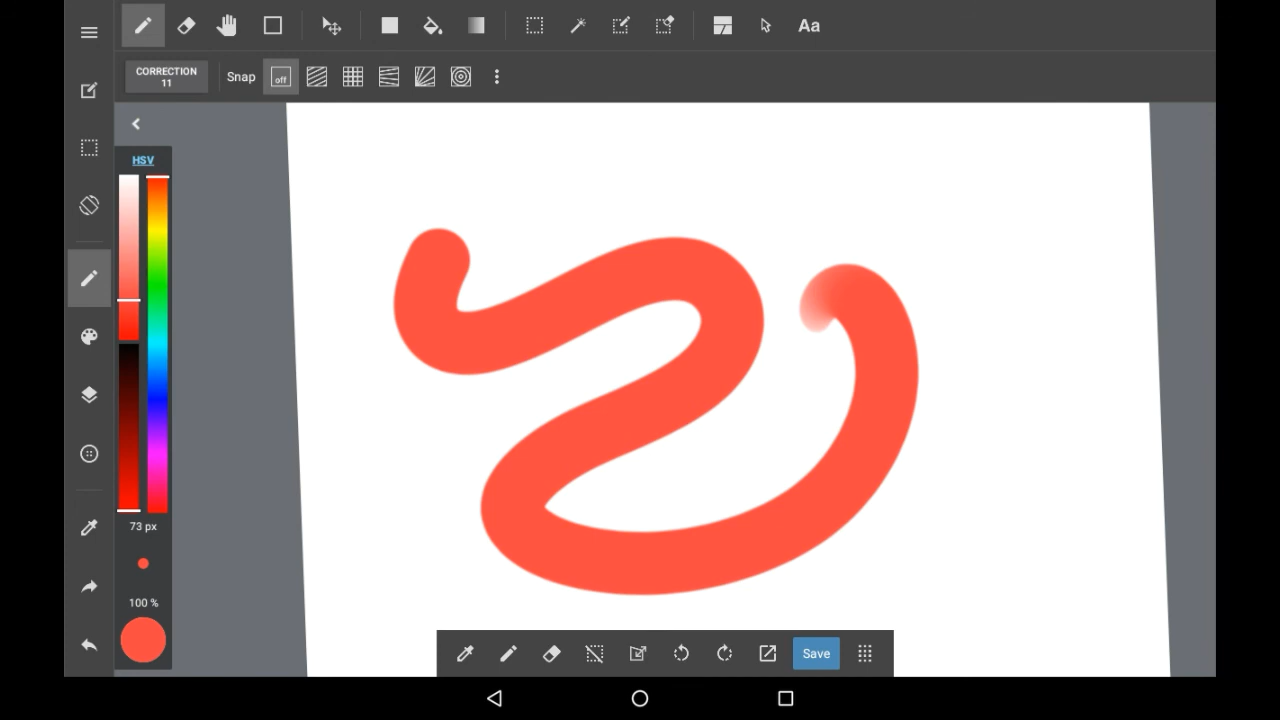 Aa
CORRECTION
11
Snap
off
HSV
73 px
100 %
Save